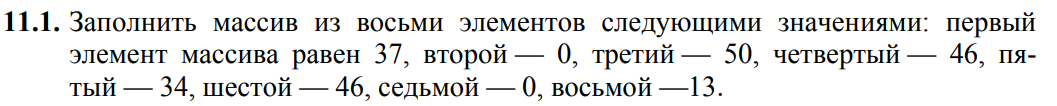 11.1. Заполнить массив из восьми элементов следующими значениями: первый
элемент массива равен 37, второй — 0, третий — 50, четвертый — 46, пя-
тый — 34, шестой — 46, седьмой — 0, восьмой —13.